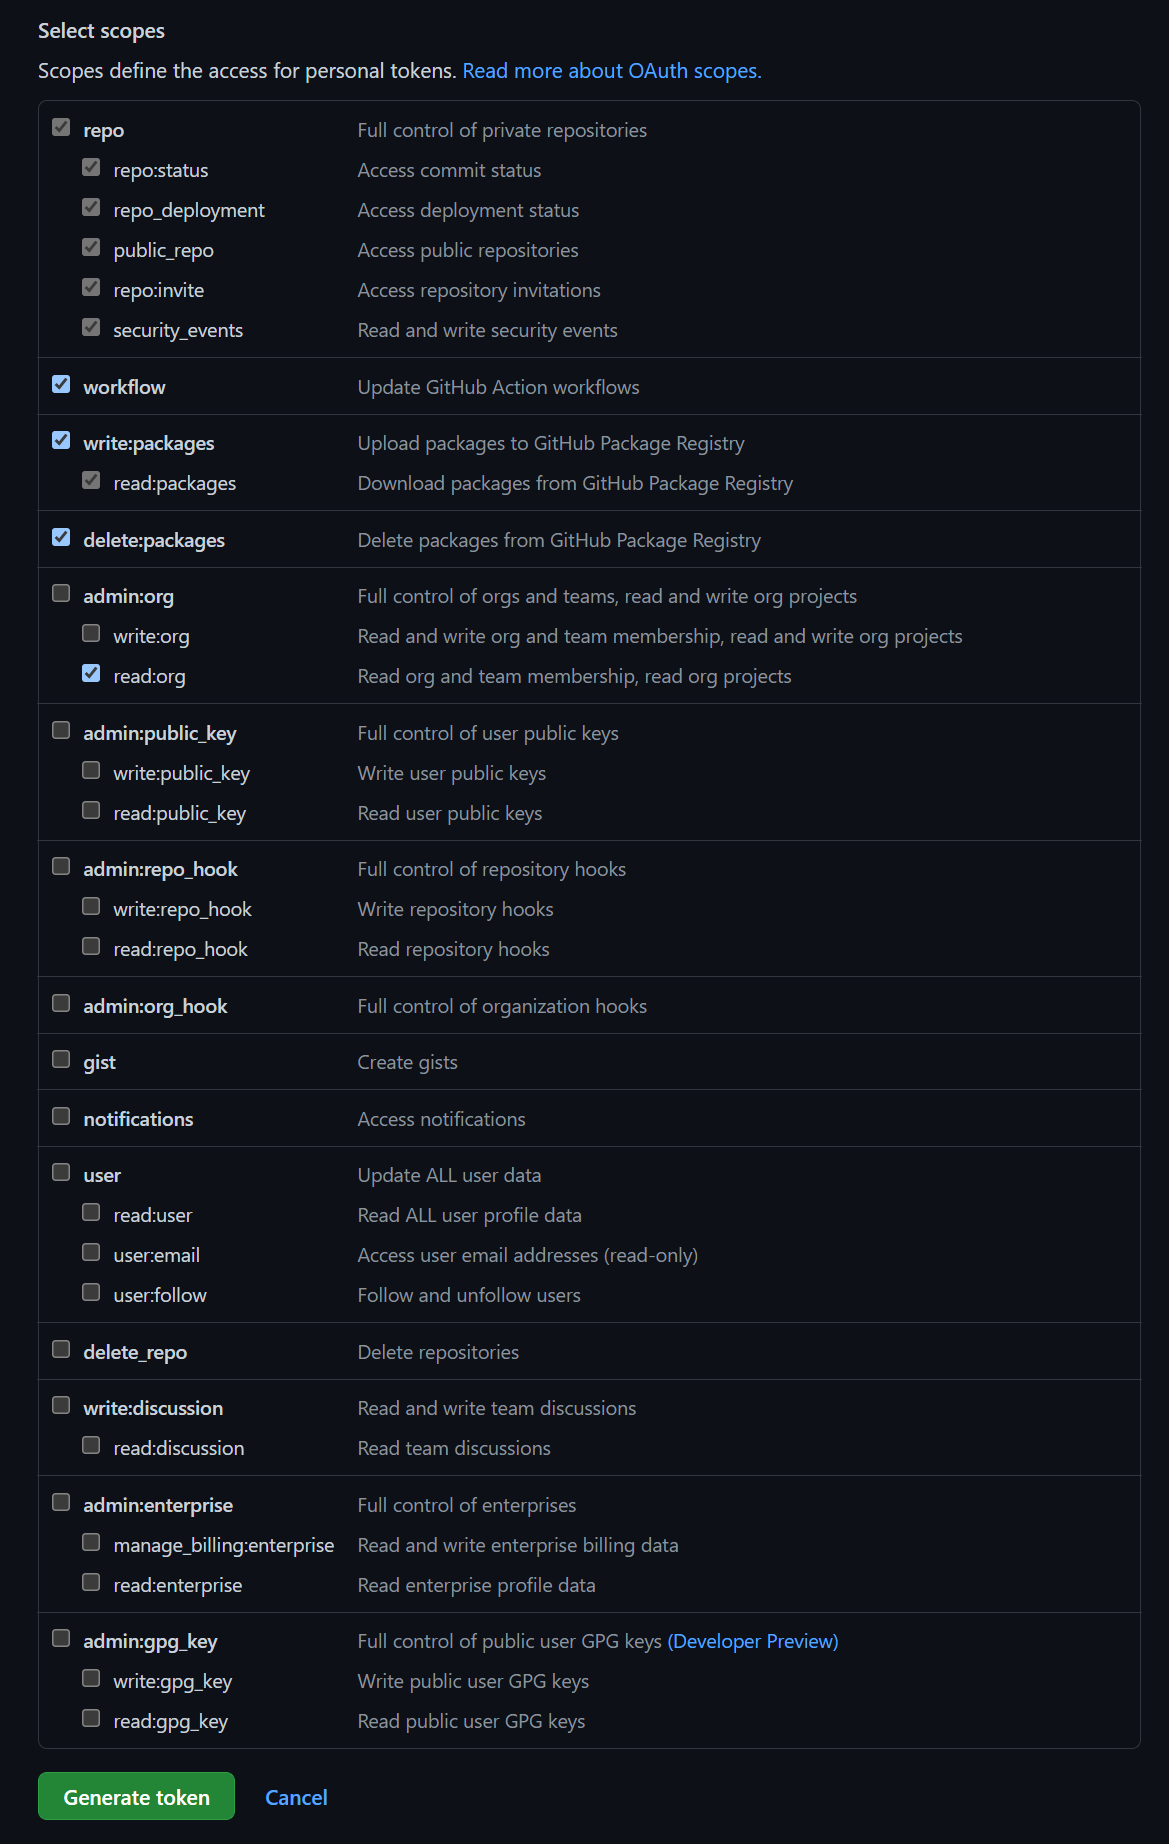 Select scopes
Scopes define the access for personal tokens. Read more about OAuth scopes.
repo Full control of private repositories
repo:status Access commit status
repo_deployment Access deployment status
public_repo Access public repositories
repo:invite Access repository invitations
security_events Read and write security events
workflow Update GitHub Action workflows
write:packages Upload packages to GitHub Package Registry
read:packages Download packages from GitHub Package Registry
delete:packages Delete packages from GitHub Package Registry
admin:org Full control of orgs and teams, read and write org projects
write:org Read and write org and team membership, read and write org projects
read:org Read org and team membership, read org projects
admin:public_key Full control of user public keys
write:public_key Write user public keys
read:public_key Read user public keys
admin:repo_hook Full control of repository hooks
write:repo_hook Write repository hooks
read:repo_hook Read repository hooks
admin:org_hook Full control of organization hooks
gist Create gists
notifications Access notifications
user Update ALL user data
read:user Read ALL user profile data
user:email Access user email addresses (read-only)
user:follow Follow and unfollow users
delete_repo Delete repositories
write:discussion Read and write team discussions
read:discussion Read team discussions
admin:enterprise Full control of enterprises
manage_billing:enterprise Read and write enterprise billing data
read:enterprise Read enterprise profile data
admin:gpg_key Full control of public user GPG keys (Developer Preview)
write:gpg_key Write public user GPG keys
read:gpg_key Read public user GPG keys
Generate token Cancel